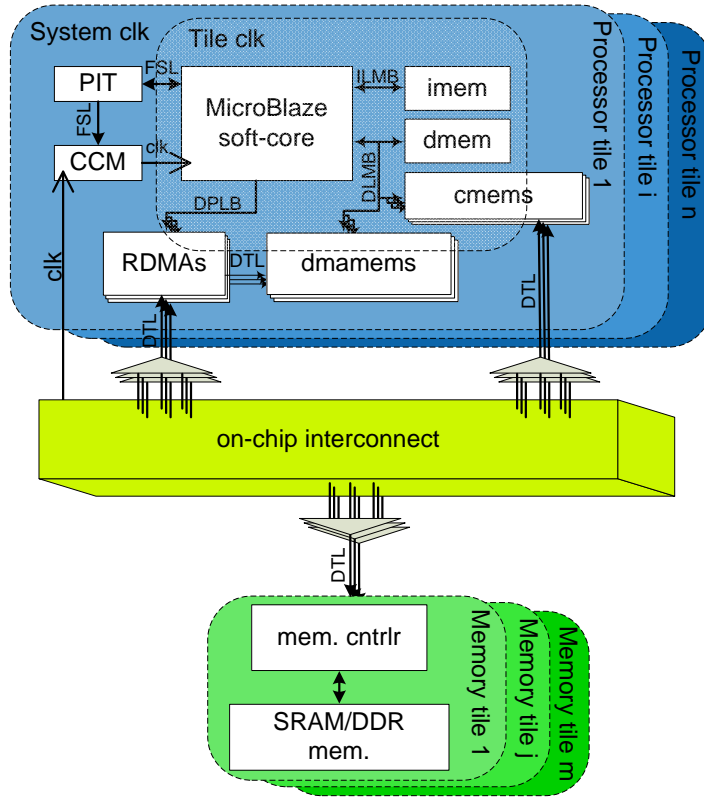 System clk
Tile clk
PIT
FSL
MicroBlaze
soft-core
ILMB
imem
FSL
CCM
clk
dmem
DLMB
cmems
DPLB
RDMAs
DTL
dmamems
clk
DTL
DTL
Processor tile 1
Processor tile i
Processor tile n
on-chip interconnect
DTL
mem. cntrlr
SRAM/DDR
mem.
Memory tile 1
Memory tile j
Memory tile m